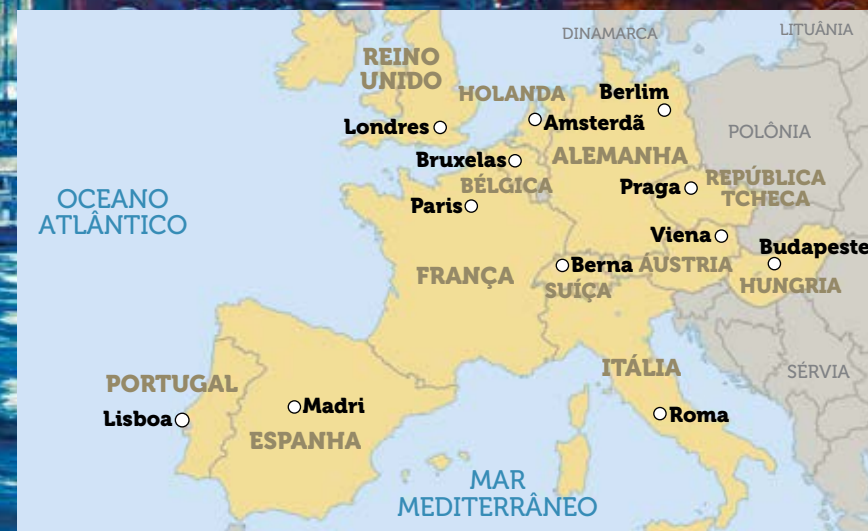 DINAMARCA
LITUÂNIA
REINO
UNIDO
HOLANDA
Berlim
Londres
Amsterdã
POLÔNIA
Bruxelas
ALEMANHA
BÉLGICA
Praga
REPÚBLICA
TCHECA
OCEANO
ATLÂNTICO
Paris
Viena
Budapeste
Berna
ÁUSTRIA
FRANÇA
SUÍÇA
HUNGRIA
ITÁLIA
SÉRVIA
PORTUGAL
Madri
Lisboa
Roma
ESPANHA
MAR
MEDITERRÂNEO